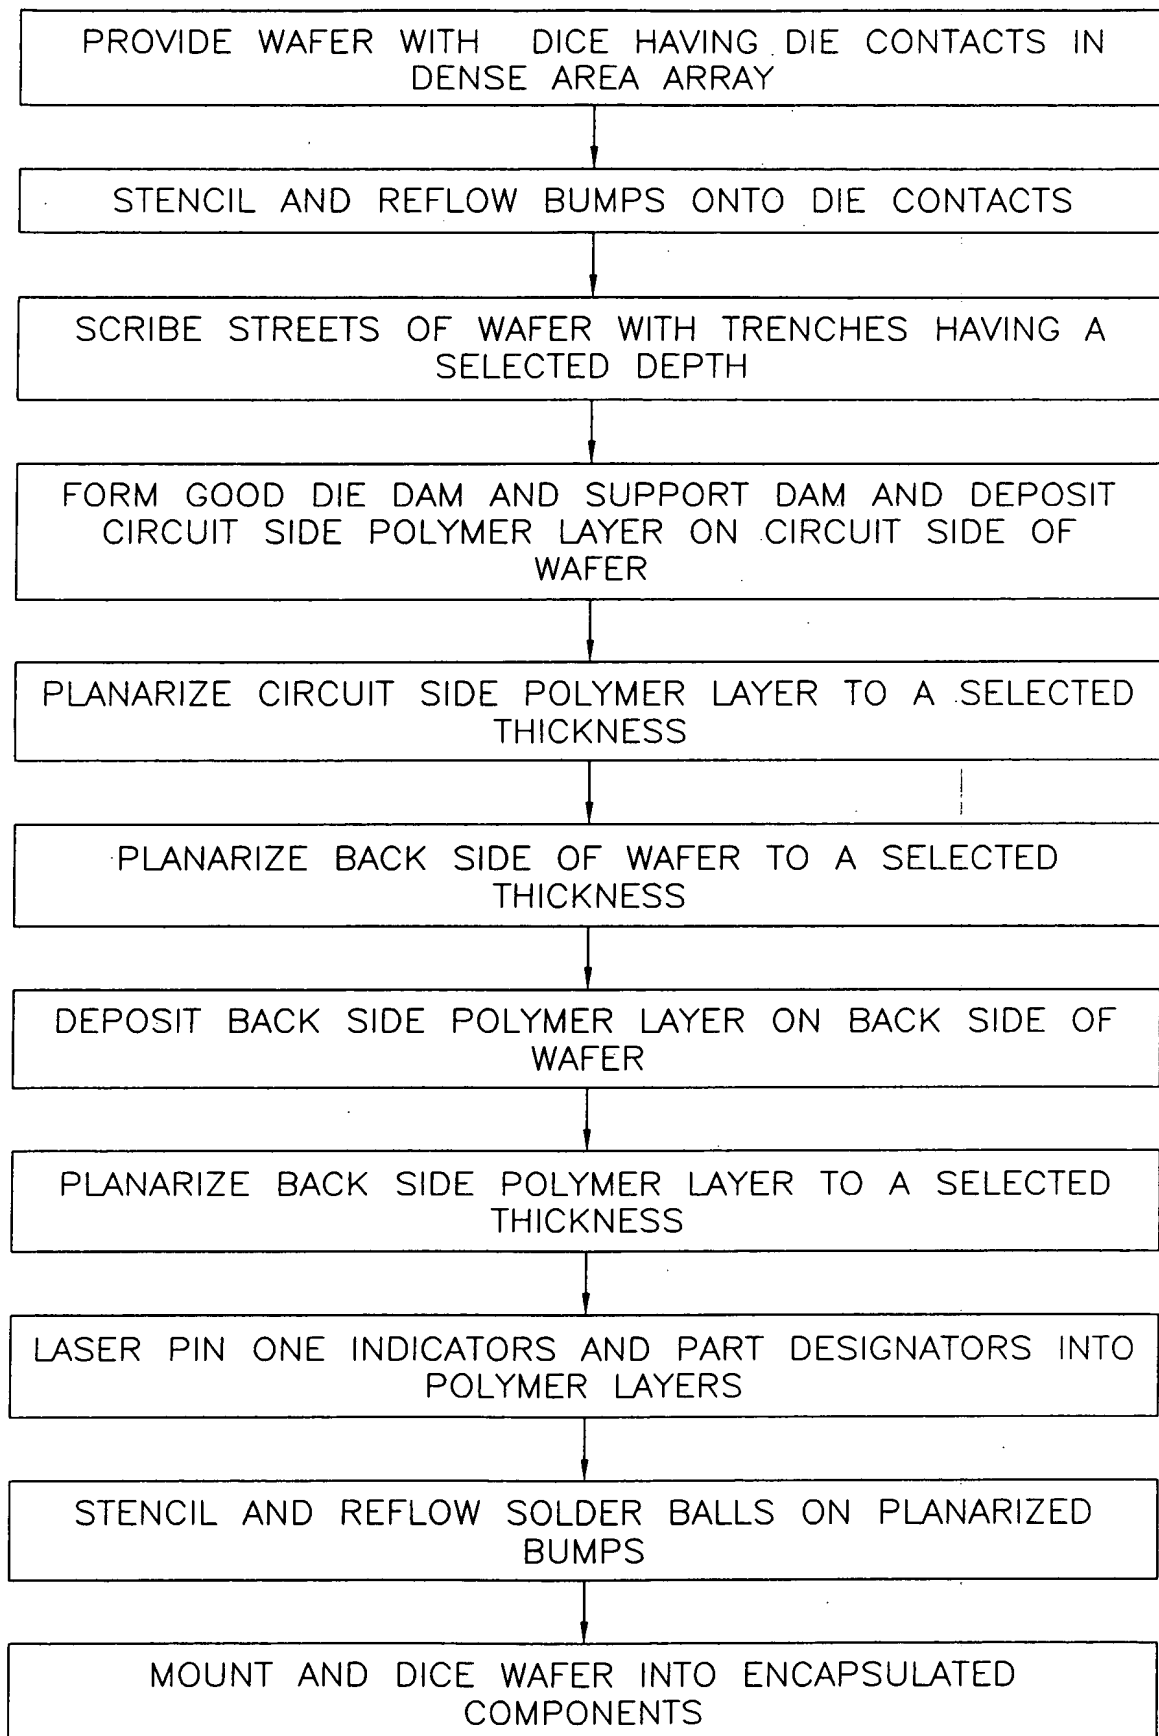 PROVIDE WAFER WITH DICE HAVING DIE CONTACTS IN
DENSE AREA ARRAY
STENCIL AND REFLOW BUMPS ONTO DIE CONTACTS
SCRIBE STREETS OF WAFER WITH TRENCHES HAVING A
SELECTED DEPTH
FORM GOOD DIE DAM AND SUPPORT DAM AND DEPOSIT
CIRCUIT SIDE POLYMER LAYER ON CIRCUIT SIDE OF
WAFER
PLANARIZE CIRCUIT SIDE POLYMER LAYER TO A SELECTED
THICKNESS
PLANARIZE BACK SIDE OF WAFER TO A SELECTED
THICKNESS
DEPOSIT BACK SIDE POLYMER LAYER ON BACK SIDE OF
WAFER
PLANARIZE BACK SIDE POLYMER LAYER TO A SELECTED
THICKNESS
LASER PIN ONE INDICATORS AND PART DESIGNATORS INTO
POLYMER LAYERS
STENCIL AND REFLOW SOLDER BALLS ON PLANARIZED
BUMPS
MOUNT AND DICE WAFER INTO ENCAPSULATED
COMPONENTS